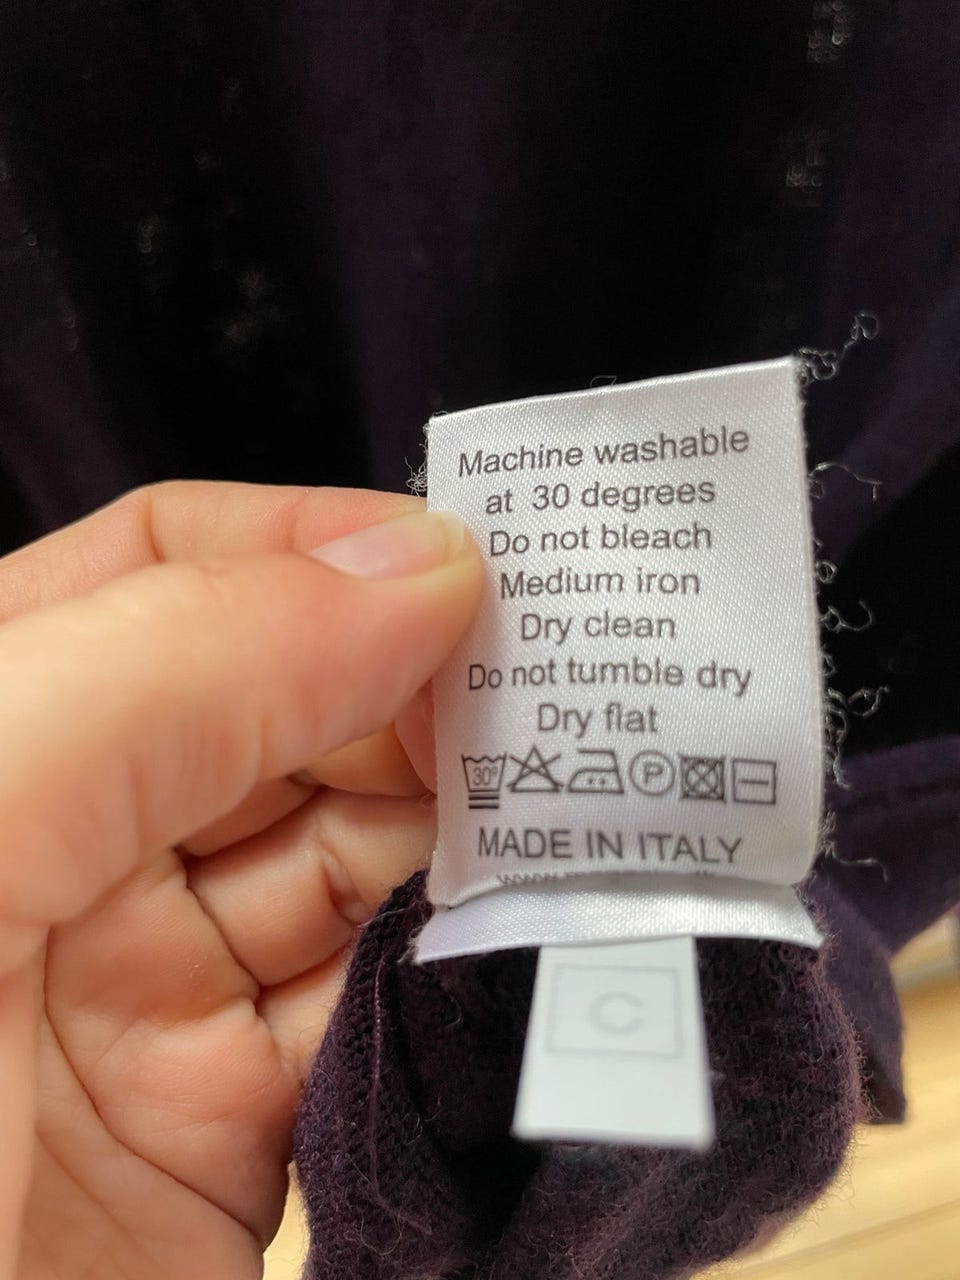 Machine washable
at 30 degrees
Do not bleach
Medium iron
Dry clean
Do not tumble dry
Dry flat
30° P
MADE IN ITALY
C